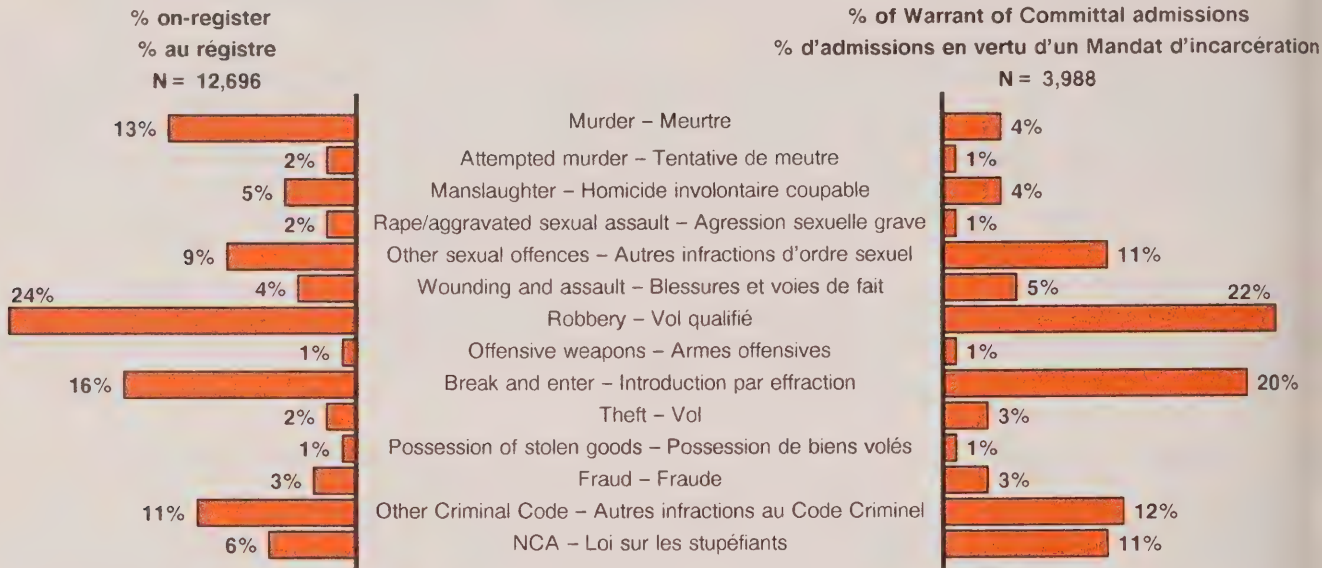 % on-register
% au régistre
N = 12,696
% of Warrant of Committal admissions
% d'admissions en vertu d'un Mandat d'incarcération
N = 3,988
13% Murder – Meurtre 4%
2% Attempted murder – Tentative de meutre 1%
5% Manslaughter – Homicide involontaire coupable 4%
2% Rape/aggravated sexual assault – Agression sexuelle grave 1%
9% Other sexual offences – Autres infractions d'ordre sexuel 11%
4% Wounding and assault – Blessures et voies de fait 5%
24% Robbery – Vol qualifié 22%
1% Offensive weapons – Armes offensives 1%
16% Break and enter – Introduction par effraction 20%
2% Theft – Vol 3%
1% Possession of stolen goods – Possession de biens volés 1%
3% Fraud – Fraude 3%
11% Other Criminal Code – Autres infractions au Code Criminel 12%
6% NCA – Loi sur les stupéfiants 11%